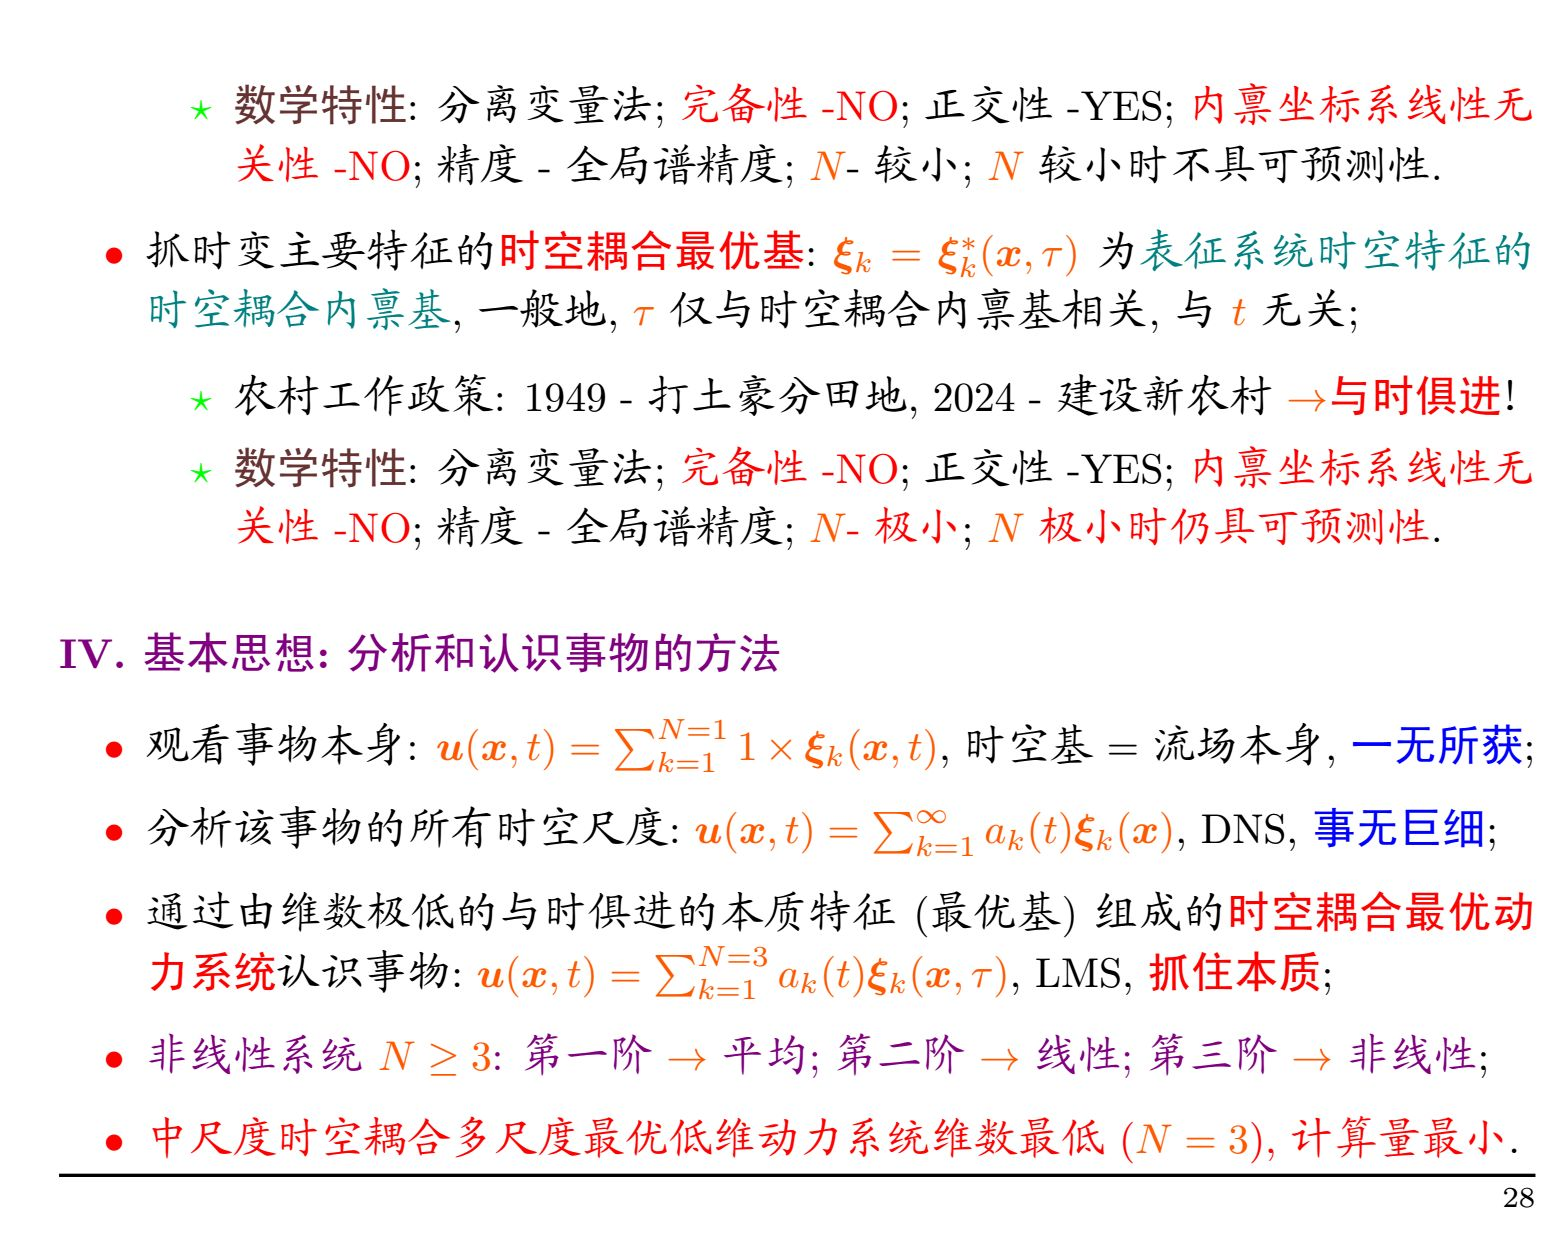 ⋆ 数学特性: 分离变量法; 完备性 -NO; 正交性 -YES; 内禀坐标系线性无
关性 -NO; 精度 - 全局谱精度; N- 较小; N 较小时不具可预测性.
• 抓时变主要特征的时空耦合最优基: ξ_k = ξ_k^*(x, τ) 为表征系统时空特征的
时空耦合内禀基, 一般地, τ 仅与时空耦合内禀基相关, 与 t 无关;
⋆ 农村工作政策: 1949 - 打土豪分田地, 2024 - 建设新农村 →与时俱进!
⋆ 数学特性: 分离变量法; 完备性 -NO; 正交性 -YES; 内禀坐标系线性无
关性 -NO; 精度 - 全局谱精度; N- 极小; N 极小时仍具可预测性.
IV. 基本思想: 分析和认识事物的方法
• 观看事物本身: u(x, t) = ∑_{k=1}^{N=1} 1 × ξ_k(x, t), 时空基 = 流场本身, 一无所获;
• 分析该事物的所有时空尺度: u(x, t) = ∑_{k=1}^{∞} a_k(t)ξ_k(x), DNS, 事无巨细;
• 通过由维数极低的与时俱进的本质特征 (最优基) 组成的时空耦合最优动
力系统认识事物: u(x, t) = ∑_{k=1}^{N=3} a_k(t)ξ_k(x, τ), LMS, 抓住本质;
• 非线性系统 N ≥ 3: 第一阶 → 平均; 第二阶 → 线性; 第三阶 → 非线性;
• 中尺度时空耦合多尺度最优低维动力系统维数最低 (N = 3), 计算量最小.
28